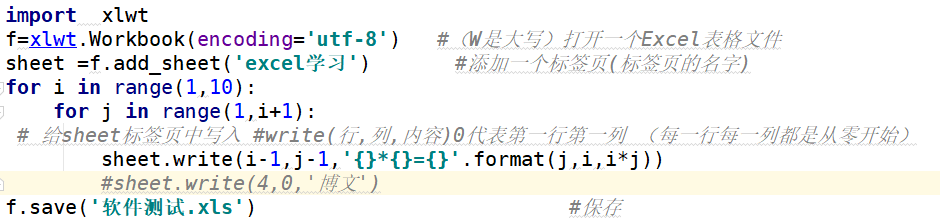 import  xlwt
f=xlwt.Workbook(encoding='utf-8')   #（W是大写）打开一个Excel表格文件
sheet =f.add_sheet('excel学习')        #添加一个标签页(标签页的名字)
for i in range(1,10):
    for j in range(1,i+1):
 # 给sheet标签页中写入 #write(行,列,内容)0代表第一行第一列 （每一行每一列都是从零开始）
        sheet.write(i-1,j-1,'{}*{}={}'.format(j,i,i*j))
        #sheet.write(4,0,'博文')
f.save('软件测试.xls')                        #保存